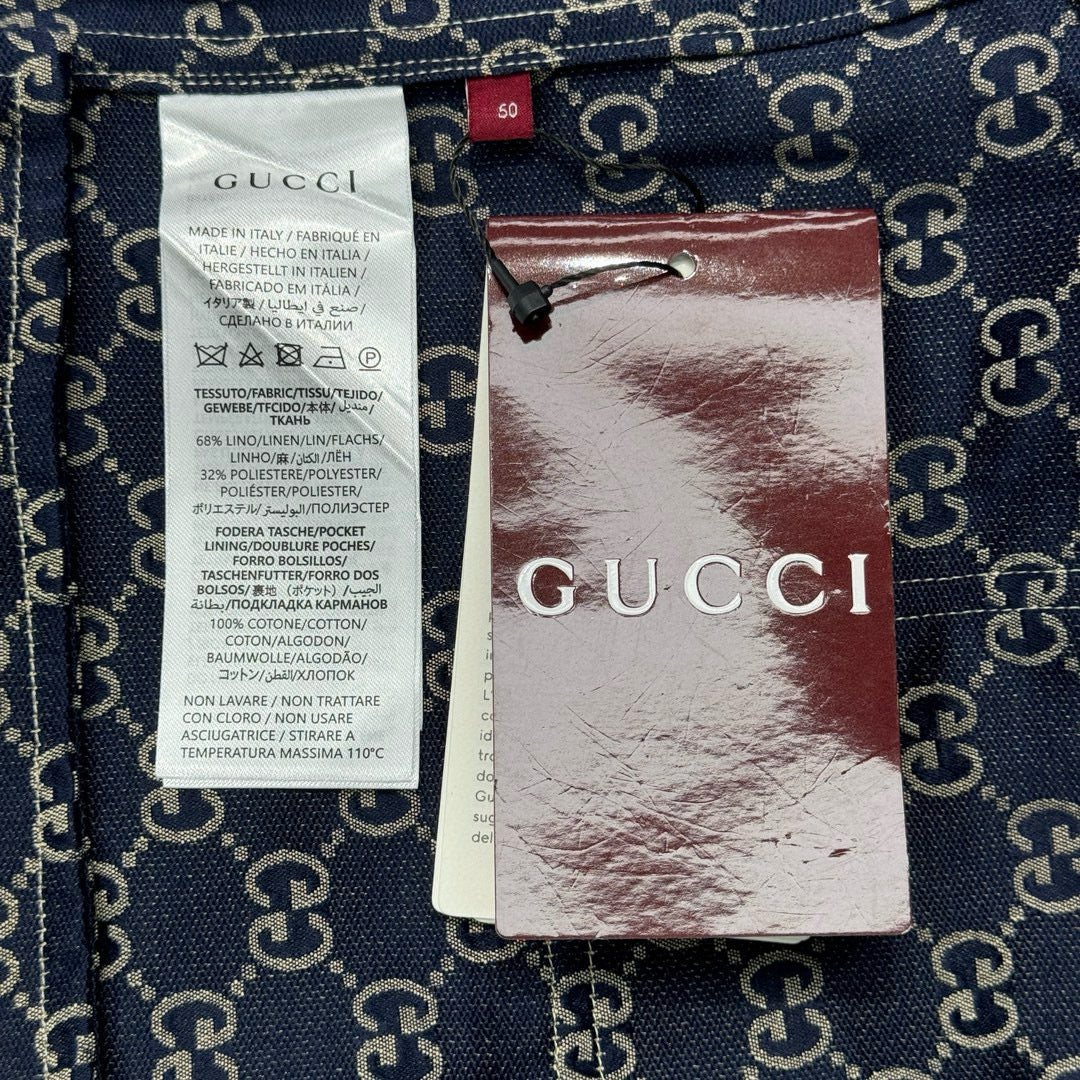 GUCCI
MADE IN ITALY / FABRIQUÉ EN
ITALIE / HECHO EN ITALIA /
HERGESTELLT IN ITALIEN /
FABRICADO EM ITÁLIA /
イタリア製 / صنع في إيطاليا /
СДЕЛАНО В ИТАЛИИ
TESSUTO/FABRIC/TISSU/TEJIDO/
GEWEBE/TFCIDO/本体/منديل/
ТКАНЬ
68% LINO/LINEN/LIN/FLACHS/
LINHO/麻/الكتان/ЛЁН
32% POLIESTERE/POLYESTER/
POLIÉSTER/POLIESTER/
ポリエステル/البوليستر/ПОЛИЭСТЕР
FODERA TASCHE/POCKET
LINING/DOUBLURE POCHES/
FORRO BOLSILLOS/
TASCHENFUTTER/FORRO DOS
BOLSOS/裏地 (ポケット)/الجيب
بطانة/ПОДКЛАДКА КАРМАНОВ
100% COTONE/COTTON/
COTON/ALGODON/
BAUMWOLLE/ALGODÃO/
コットン/القطن/ХЛОПОК
NON LAVARE / NON TRATTARE
CON CLORO / NON USARE
ASCIUGATRICE / STIRARE A
TEMPERATURA MASSIMA 110°C
50
GUCCI